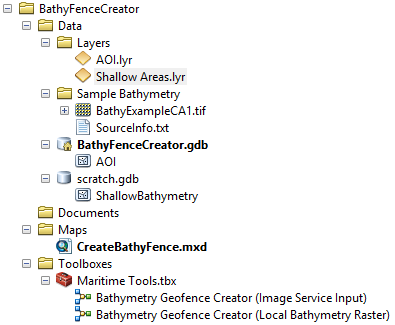 BathyFenceCreator
Data
Layers
AOI.lyr
Shallow Areas.lyr
Sample Bathymetry
BathyExampleCA1.tif
SourceInfo.txt
BathyFenceCreator.gdb
AOI
scratch.gdb
ShallowBathymetry
Documents
Maps
CreateBathyFence.mxd
Toolboxes
Maritime Tools.tbx
Bathymetry Geofence Creator (Image Service Input)
Bathymetry Geofence Creator (Local Bathymetry Raster)